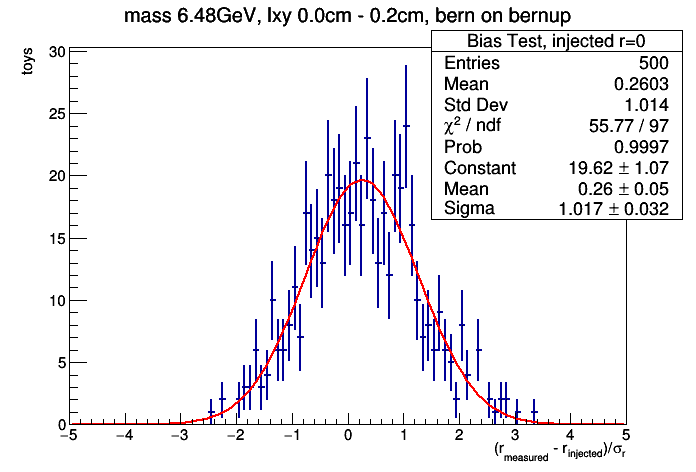 mass 6.48GeV, lxy 0.0cm - 0.2cm, bern on bernup
Bias Test, injected r=0
Entries 500
Mean 0.2603
Std Dev 1.014
χ² / ndf 55.77 / 97
Prob 0.9997
Constant 19.62 ± 1.07
Mean 0.26 ± 0.05
Sigma 1.017 ± 0.032
toys
30
25
20
15
10
5
0
−5 −4 −3 −2 −1 0 1 2 3 4 5
(r_measured - r_injected)/σ_r